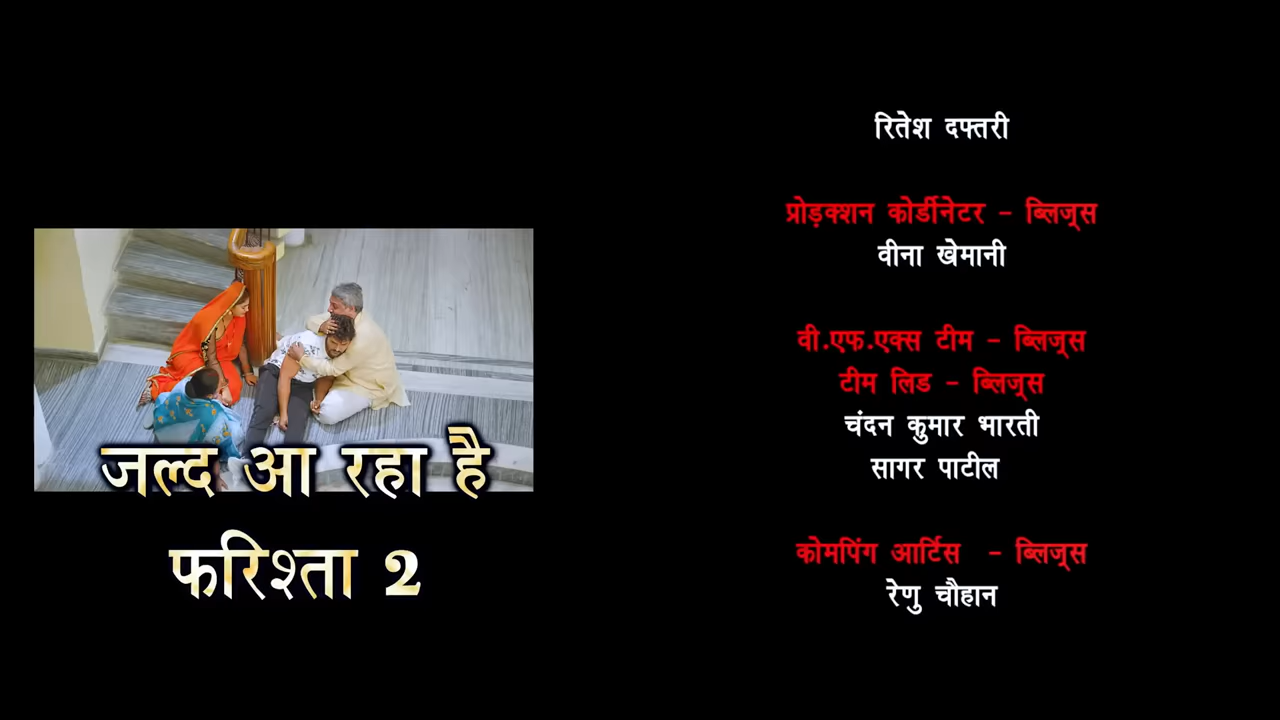 जल्द आ रहा है
फरिश्ता 2
रितेश दफ्तरी
प्रोड़क्शन कोर्डीनेटर - ब्लिज्स
वीना खेमानी
वी.एफ.एक्स टीम - ब्लिज्स
टीम लिड - ब्लिज्स
चंदन कुमार भारती
सागर पाटील
कोमपिंग आर्टिस - ब्लिज्स
रेणु चौहान